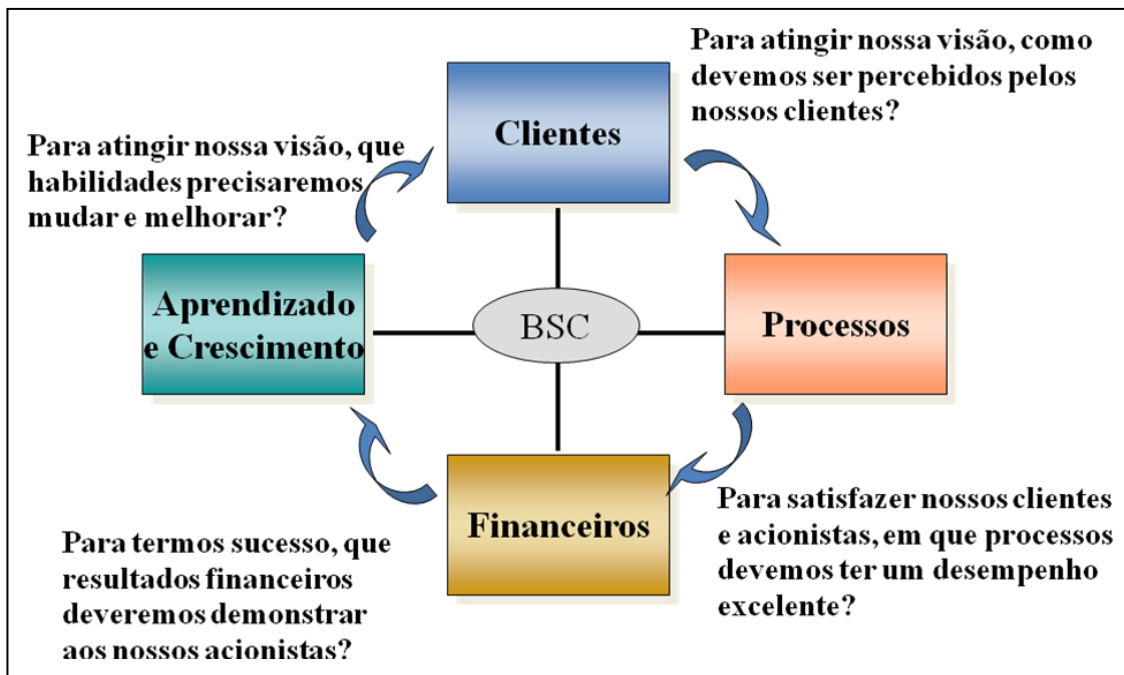 Para atingir nossa visão, como
devemos ser percebidos pelos
nossos clientes?
Clientes
Para atingir nossa visão, que
habilidades precisaremos
mudar e melhorar?
Aprendizado
e Crescimento
BSC
Processos
Financeiros
Para satisfazer nossos clientes
e acionistas, em que processos
devemos ter um desempenho
excelente?
Para termos sucesso, que
resultados financeiros
deveremos demonstrar
aos nossos acionistas?